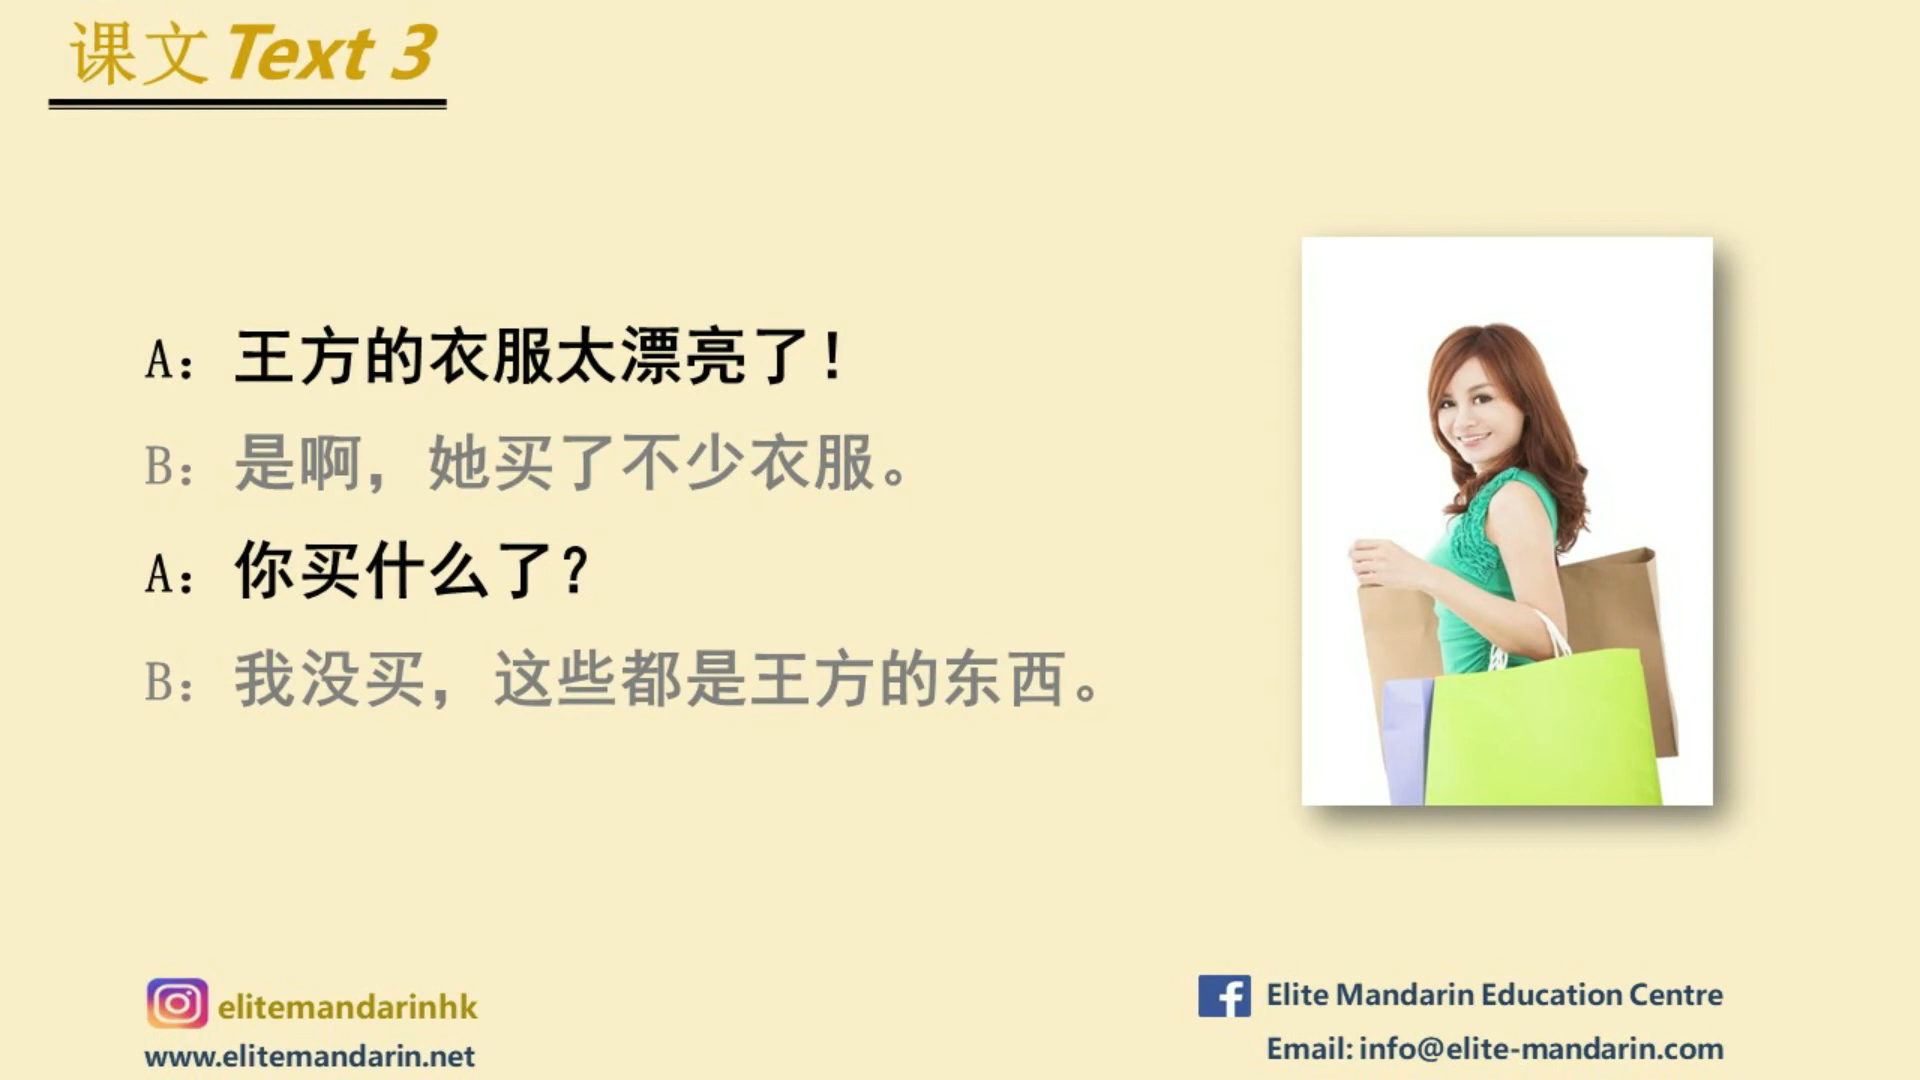 课文 Text 3
A：王方的衣服太漂亮了！
B：是啊，她买了不少衣服。
A：你买什么了？
B：我没买，这些都是王方的东西。
elitemandarinhk
www.elitemandarin.net
Elite Mandarin Education Centre
Email: info@elite-mandarin.com